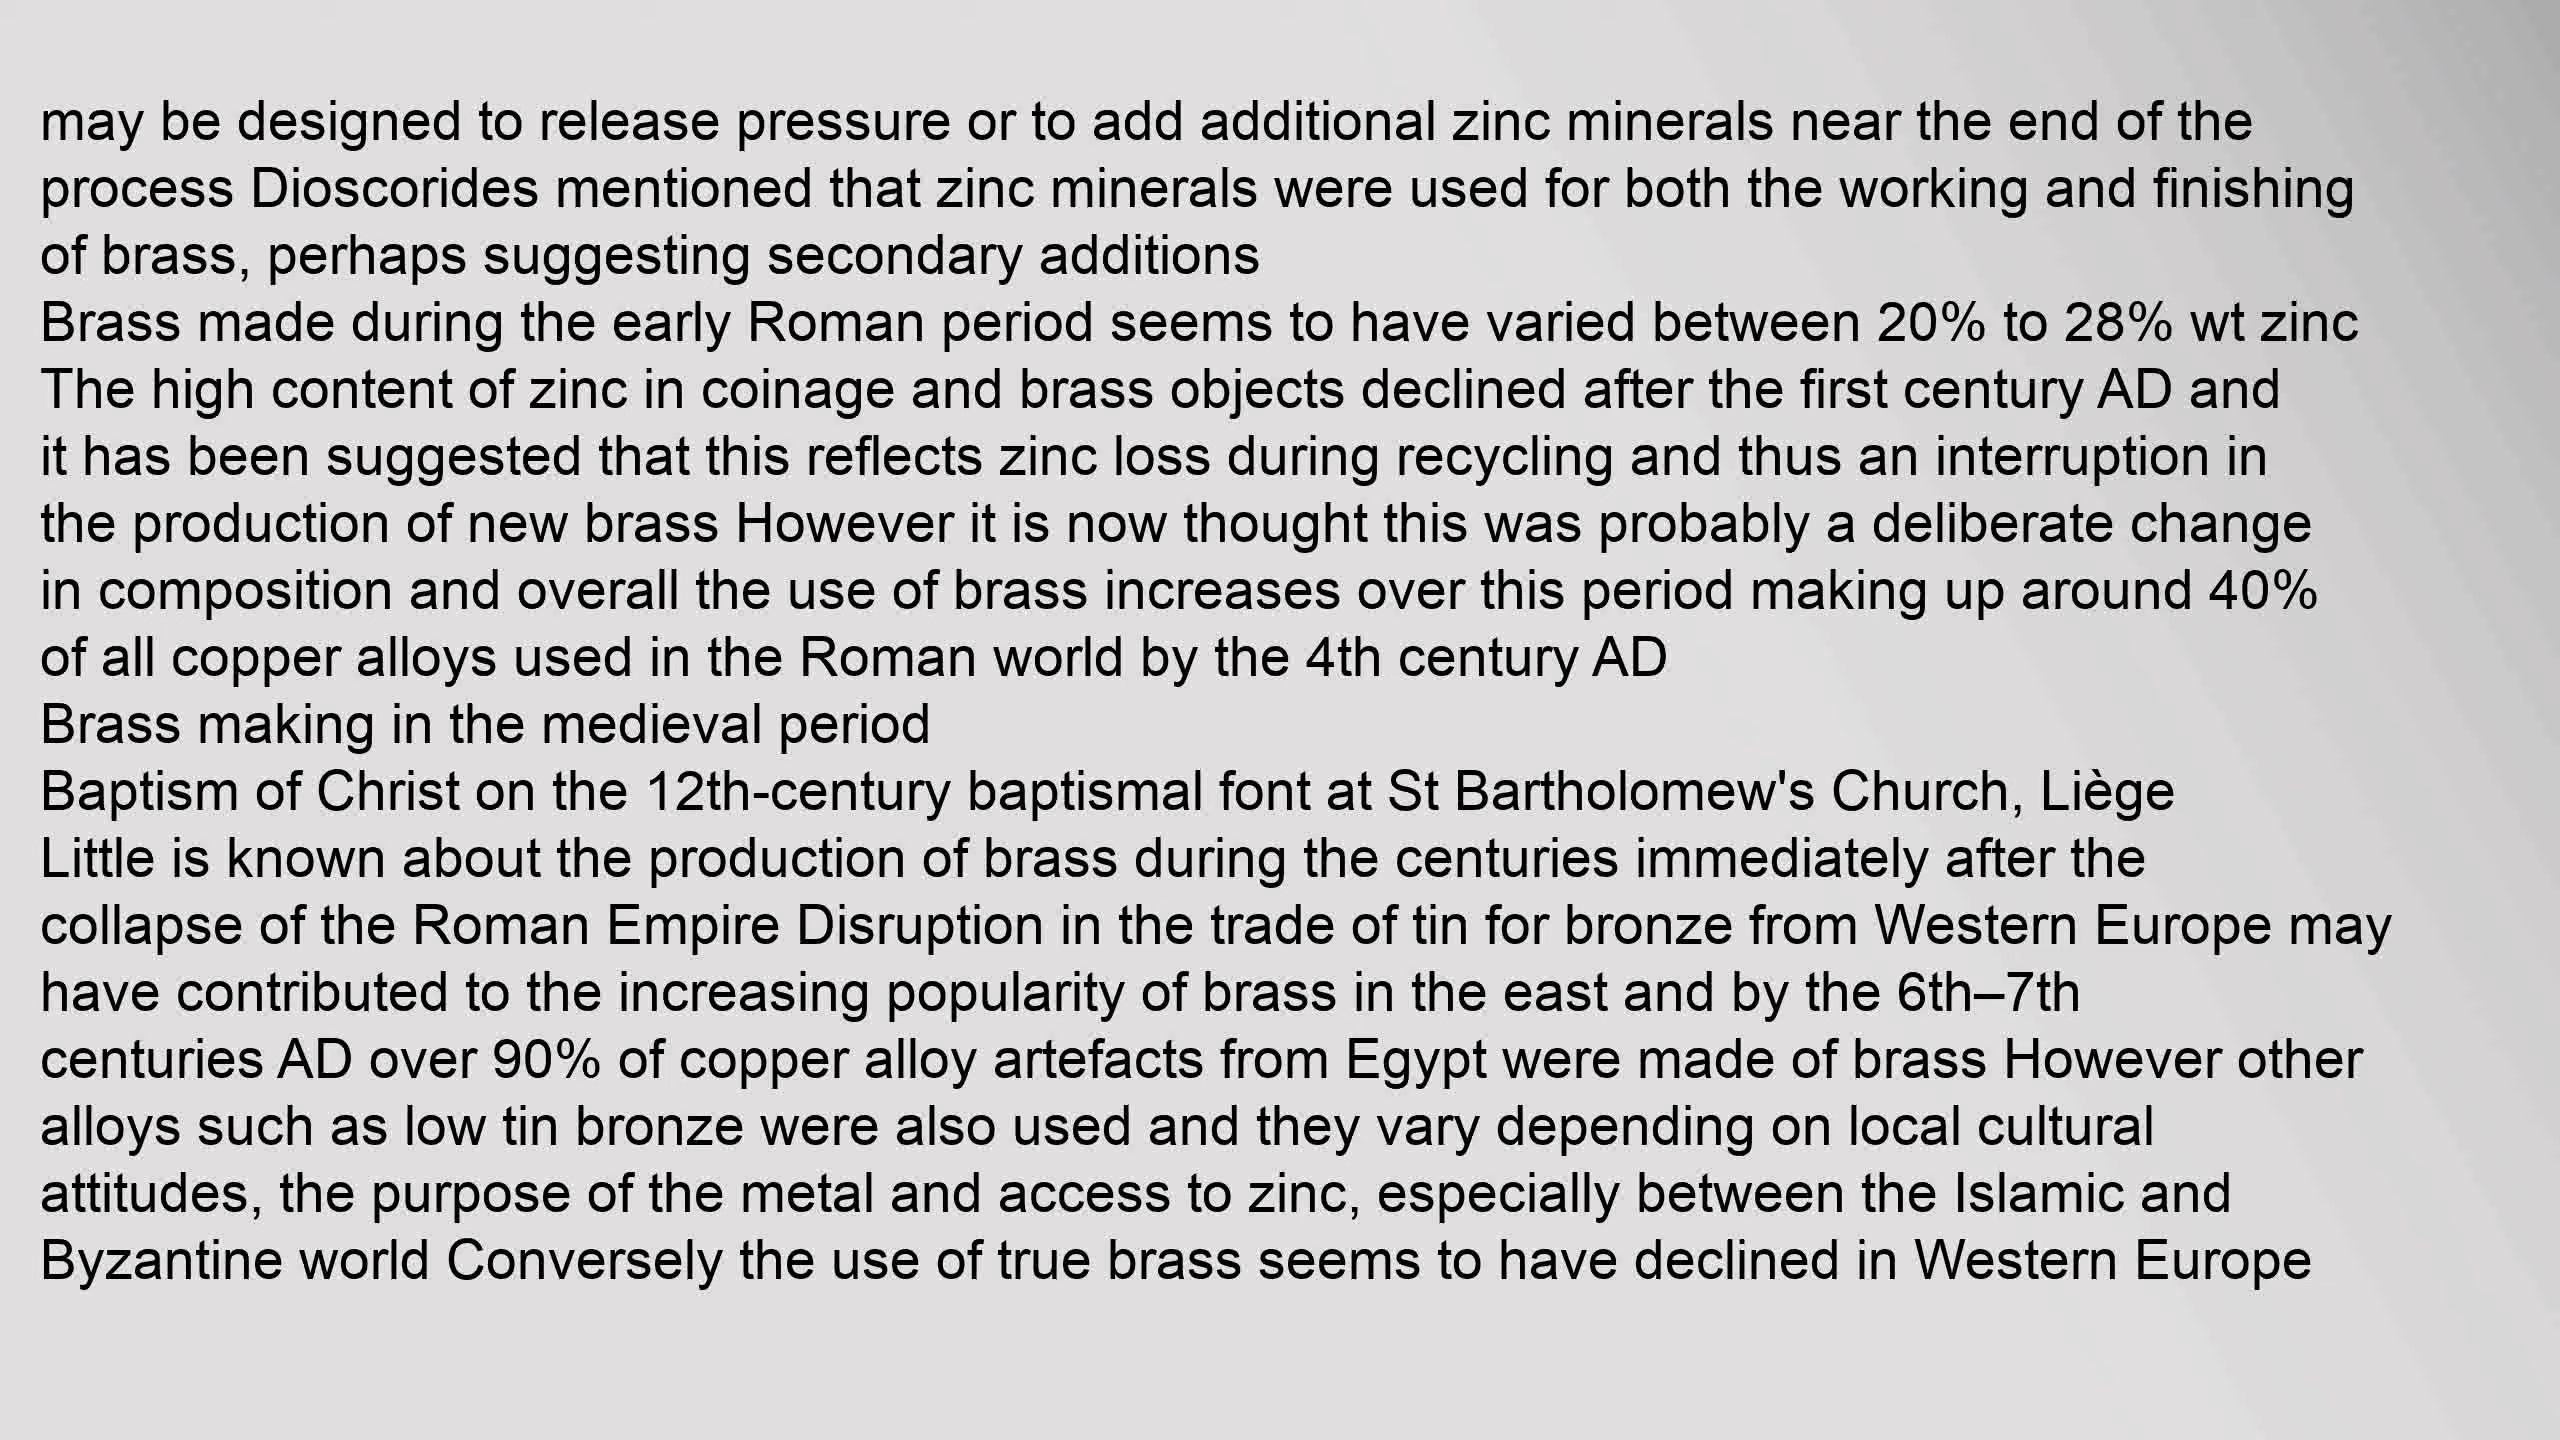 may be designed to release pressure or to add additional zinc minerals near the end of the
process Dioscorides mentioned that zinc minerals were used for both the working and finishing
of brass, perhaps suggesting secondary additions
Brass made during the early Roman period seems to have varied between 20% to 28% wt zinc
The high content of zinc in coinage and brass objects declined after the first century AD and
it has been suggested that this reflects zinc loss during recycling and thus an interruption in
the production of new brass However it is now thought this was probably a deliberate change
in composition and overall the use of brass increases over this period making up around 40%
of all copper alloys used in the Roman world by the 4th century AD
Brass making in the medieval period
Baptism of Christ on the 12th-century baptismal font at St Bartholomew's Church, Liège
Little is known about the production of brass during the centuries immediately after the
collapse of the Roman Empire Disruption in the trade of tin for bronze from Western Europe may
have contributed to the increasing popularity of brass in the east and by the 6th–7th
centuries AD over 90% of copper alloy artefacts from Egypt were made of brass However other
alloys such as low tin bronze were also used and they vary depending on local cultural
attitudes, the purpose of the metal and access to zinc, especially between the Islamic and
Byzantine world Conversely the use of true brass seems to have declined in Western Europe